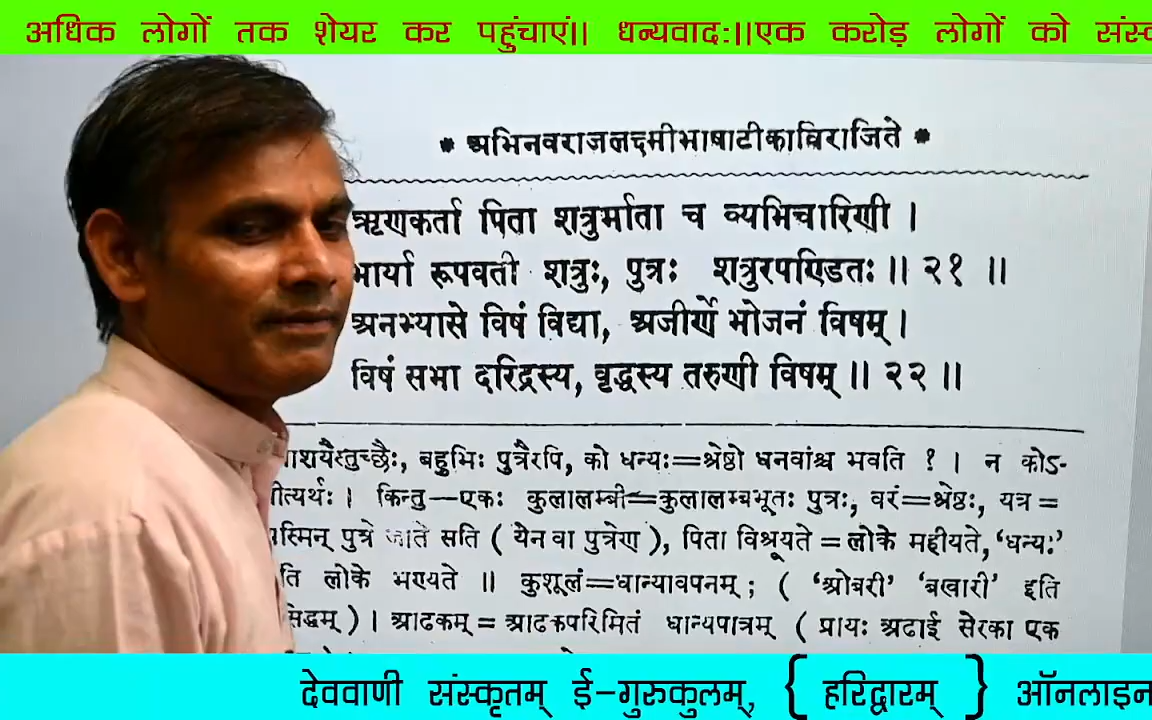 अधिक लोगों तक शेयर कर पहुंचाएं॥ धन्यवादः॥एक करोड़ लोगों को
* अभिनवराजलक्ष्मीभाषाटीकाविराजिते *
ऋणकर्ता पिता शत्रुर्माता च व्यभिचारिणी ।
भार्या रूपवती शत्रुः, पुत्रः शत्रुरपण्डितः ॥ २१ ॥
अनभ्यासे विषं विद्या, अजीर्णे भोजनं विषम् ।
विषं सभा दरिद्रस्य, वृद्धस्य तरुणी विषम् ॥ २२ ॥
बहुभिः पुत्रैरपि, को धन्यः=श्रेष्ठो धनवांश्च भवति ? । न कोऽ-
किन्तु—एकः कुलालम्बी=कुलालम्बभूतः पुत्रः, वरं=श्रेष्ठः, यत्र=
पुत्रे जाते सति ( येन वा पुत्रेण ), पिता विश्रूयते=लोके महीयते, 'धन्यः'
लोके भण्यते ॥ कुशूलं=धान्यावपनम् ; ( 'ओबरी' 'बखारी' इति
। आढकम्=आढकपरिमितं धान्यपात्रम् ( प्रायः अढाई सेरका एक
देववाणी संस्कृतम् ई-गुरुकुलम्, { हरिद्वारम् } ऑनलाइन